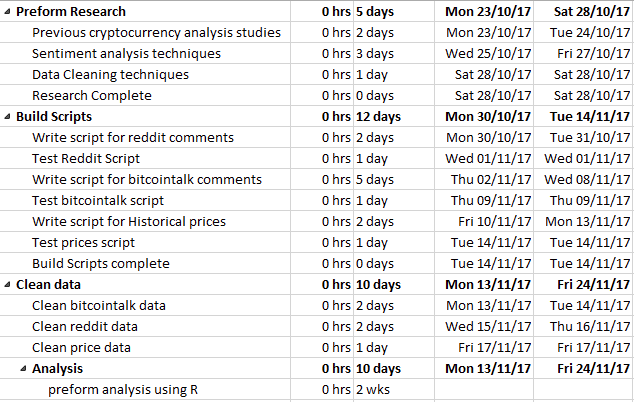 Preform Research 0 hrs 5 days Mon 23/10/17 Sat 28/10/17
Previous cryptocurrency analysis studies 0 hrs 2 days Mon 23/10/17 Tue 24/10/17
Sentiment analysis techniques 0 hrs 3 days Wed 25/10/17 Fri 27/10/17
Data Cleaning techniques 0 hrs 1 day Sat 28/10/17 Sat 28/10/17
Research Complete 0 hrs 0 days Sat 28/10/17 Sat 28/10/17
Build Scripts 0 hrs 12 days Mon 30/10/17 Tue 14/11/17
Write script for reddit comments 0 hrs 2 days Mon 30/10/17 Tue 31/10/17
Test Reddit Script 0 hrs 1 day Wed 01/11/17 Wed 01/11/17
Write script for bitcointalk comments 0 hrs 5 days Thu 02/11/17 Wed 08/11/17
Test bitcointalk script 0 hrs 1 day Thu 09/11/17 Thu 09/11/17
Write script for Historical prices 0 hrs 2 days Fri 10/11/17 Mon 13/11/17
Test prices script 0 hrs 1 day Tue 14/11/17 Tue 14/11/17
Build Scripts complete 0 hrs 0 days Tue 14/11/17 Tue 14/11/17
Clean data 0 hrs 10 days Mon 13/11/17 Fri 24/11/17
Clean bitcointalk data 0 hrs 2 days Mon 13/11/17 Tue 14/11/17
Clean reddit data 0 hrs 2 days Wed 15/11/17 Thu 16/11/17
Clean price data 0 hrs 1 day Fri 17/11/17 Fri 17/11/17
Analysis 0 hrs 10 days Mon 13/11/17 Fri 24/11/17
preform analysis using R 0 hrs 2 wks